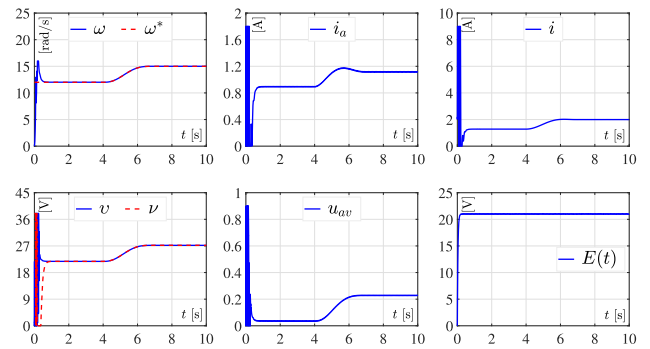 25
20
15
10
5
0
[rad/s]
ω ω*
t [s]
0 2 4 6 8 10
2
1.6
1.2
0.8
0.4
0
[A]
i_a
t [s]
0 2 4 6 8 10
10
8
6
4
2
0
[A]
i
t [s]
0 2 4 6 8 10
45
36
27
18
9
0
[V]
υ ν
t [s]
0 2 4 6 8 10
1
0.8
0.6
0.4
0.2
0
u_av
t [s]
0 2 4 6 8 10
25
20
15
10
5
0
[V]
E(t)
t [s]
0 2 4 6 8 10